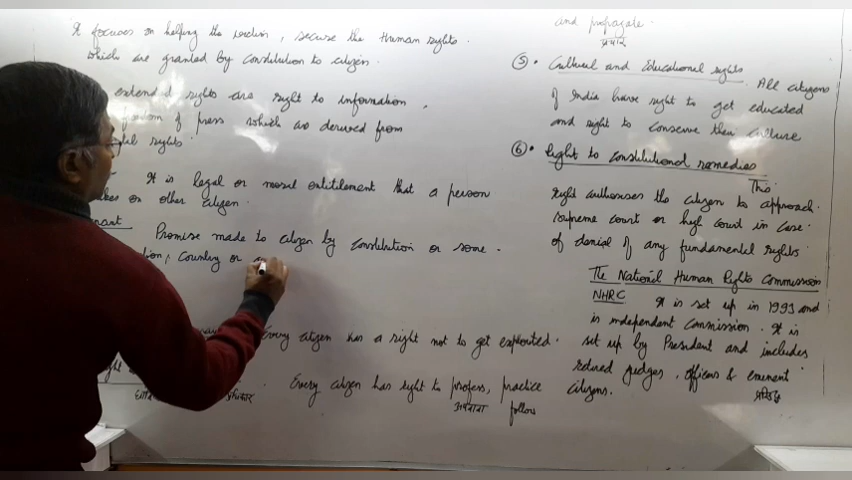 It focuses on helping the victim, secure the Human rights.
which are granted by constitution to citizen.
extend d rights are right to information,
of press which are derived from
rights.
It is legal or moral entitlement that a person
on other citizen.
Promise made to citizen by Constitution or some
Country or
Every citizen has a right not to get exploited.
Every citizen has right to profess, practice
अपनाना follow
and propagate.
प्रचार
⑤ • Cultural and Educational rights. All citizens
of India have right to get educated
and right to conserve their culture
⑥ • Right to constitutional remedies
This
right authorises the citizen to approach
supreme court or high court in case
of denial of any fundamental rights
The National Human Rights Commission
NHRC It is set up in 1993 and
is independent Commission. It is
set up by President and includes
retired judges, officers & eminent
citizens.